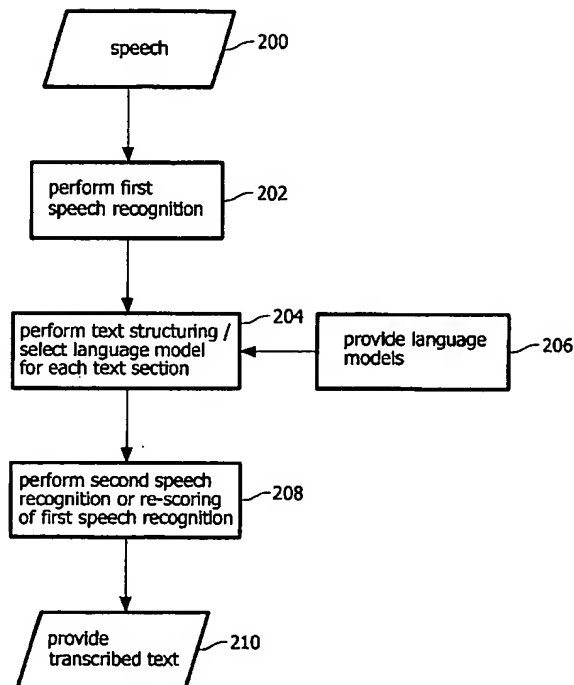 speech
200
perform first
speech recognition
202
204
perform text structuring /
select language model
for each text section
provide language
models
206
perform second speech
recognition or re-scoring
of first speech recognition
208
provide
transcribed text
210